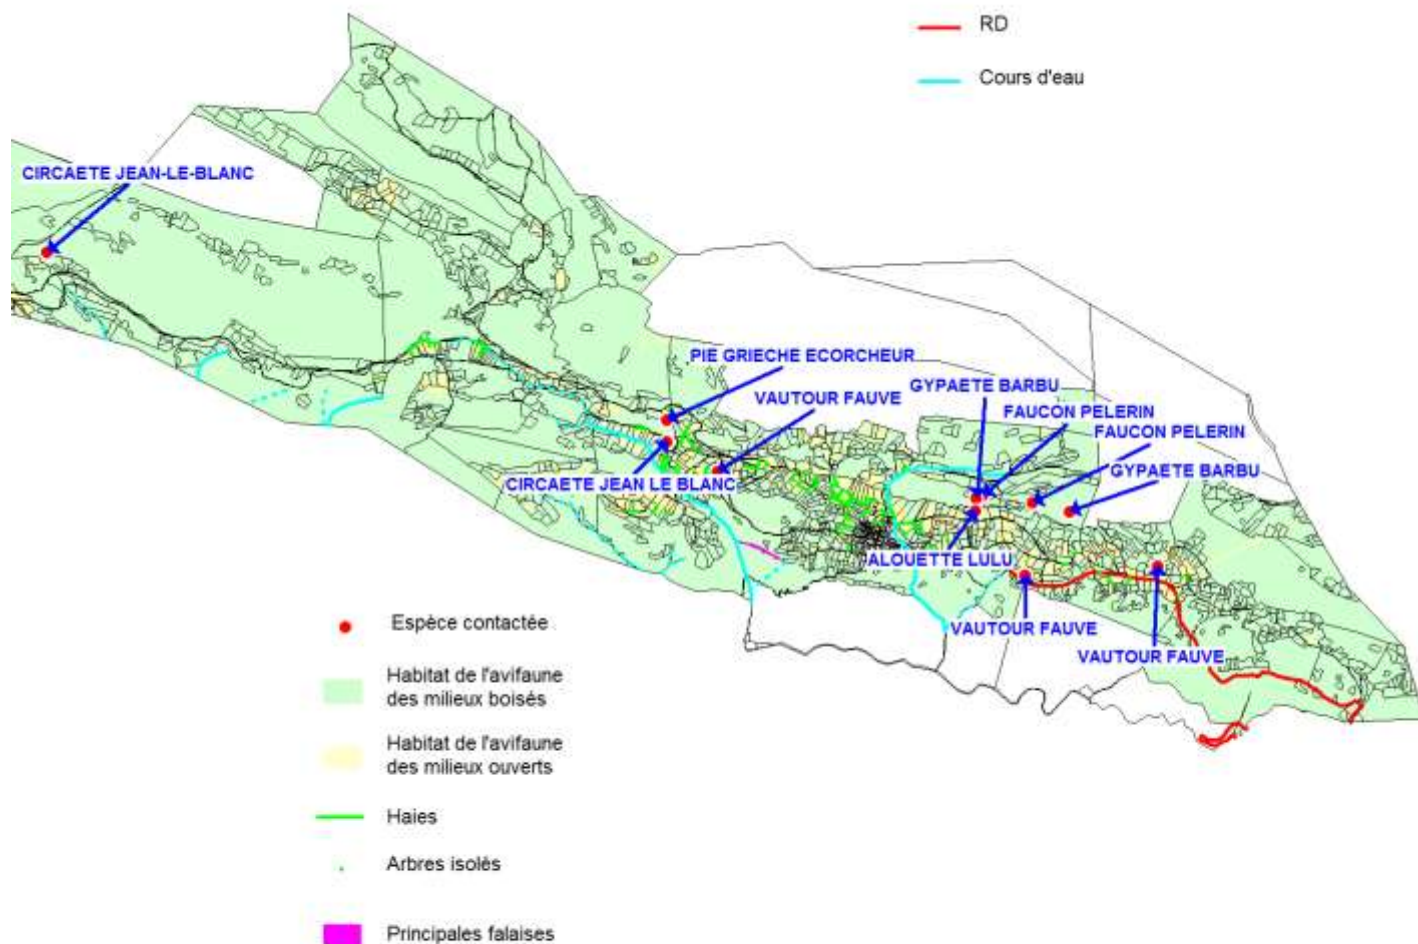 RD
Cours d'eau
CIRCAETE JEAN-LE-BLANC
PIE GRIECHE ECORCHEUR
GYPAETE BARBU
VAUTOUR FAUVE
FAUCON PELERIN
FAUCON PELERIN
GYPAETE BARBU
CIRCAETE JEAN LE BLANC
ALOUETTE LULU
VAUTOUR FAUVE
VAUTOUR FAUVE
Espèce contactée
Habitat de l'avifaune
des milieux boisés
Habitat de l'avifaune
des milieux ouverts
Haies
Arbres isolés
Principales falaises